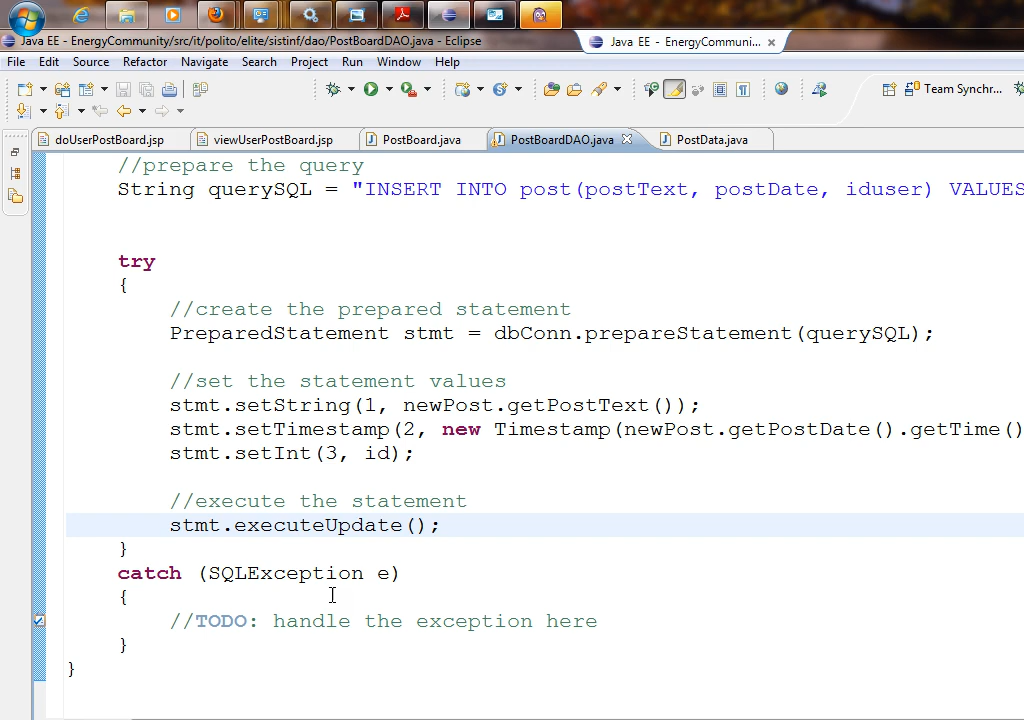 Java EE - EnergyCommunity/src/it/polito/elite/sistinf/dao/PostBoardDAO.java - Eclipse
Java EE - EnergyCommuni...
File Edit Source Refactor Navigate Search Project Run Window Help
Team Synchr...
doUserPostBoard.jsp viewUserPostBoard.jsp PostBoard.java PostBoardDAO.java PostData.java
//prepare the query
String querySQL = "INSERT INTO post(postText, postDate, iduser) VALUES
try
{
//create the prepared statement
PreparedStatement stmt = dbConn.prepareStatement(querySQL);
//set the statement values
stmt.setString(1, newPost.getPostText());
stmt.setTimestamp(2, new Timestamp(newPost.getPostDate().getTime()
stmt.setInt(3, id);
//execute the statement
stmt.executeUpdate();
}
catch (SQLException e)
{
//TODO: handle the exception here
}
}